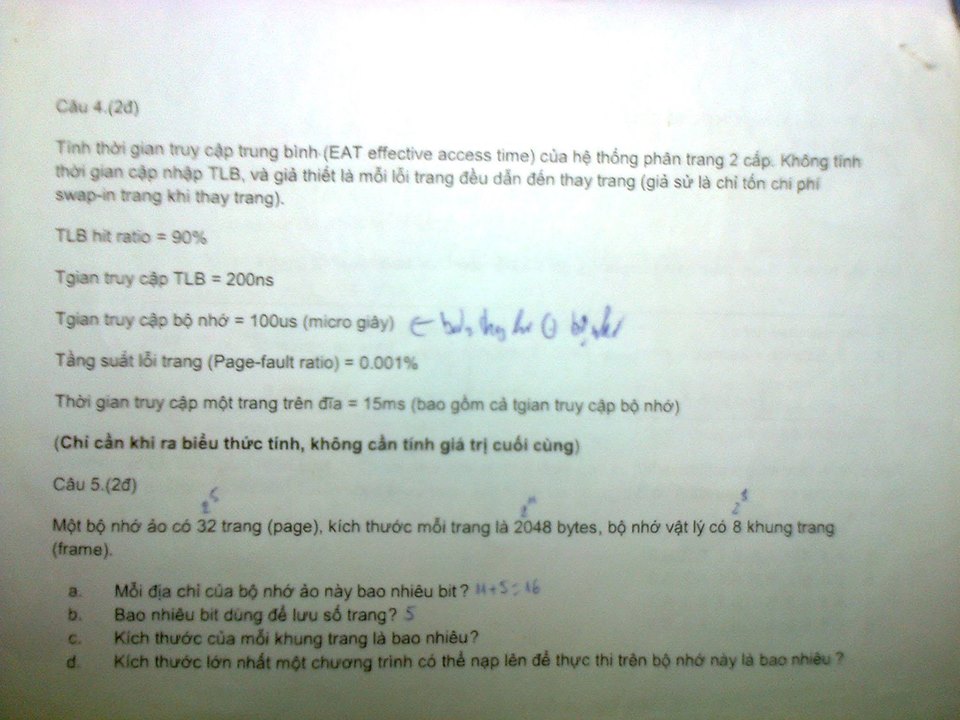 Câu 4.(2đ)
Tính thời gian truy cập trung bình (EAT effective access time) của hệ thống phân trang 2 cấp. Không tính
thời gian cập nhập TLB, và giả thiết là mỗi lỗi trang đều dẫn đến thay trang (giả sử là chỉ tốn chi phí
swap-in trang khi thay trang).
TLB hit ratio = 90%
Tgian truy cập TLB = 200ns
Tgian truy cập bộ nhớ = 100us (micro giây) ←
Tầng suất lỗi trang (Page-fault ratio) = 0.001%
Thời gian truy cập một trang trên đĩa = 15ms (bao gồm cả tgian truy cập bộ nhớ)
(Chỉ cần khi ra biểu thức tính, không cần tính giá trị cuối cùng)
Câu 5.(2đ)
2^5 2^11 2^3
Một bộ nhớ ảo có 32 trang (page), kích thước mỗi trang là 2048 bytes, bộ nhớ vật lý có 8 khung trang
(frame).
a. Mỗi địa chỉ của bộ nhớ ảo này bao nhiêu bit? 11+5=16
b. Bao nhiêu bit dùng để lưu số trang? 5
c. Kích thước của mỗi khung trang là bao nhiêu?
d. Kích thước lớn nhất một chương trình có thể nạp lên để thực thi trên bộ nhớ này là bao nhiêu ?